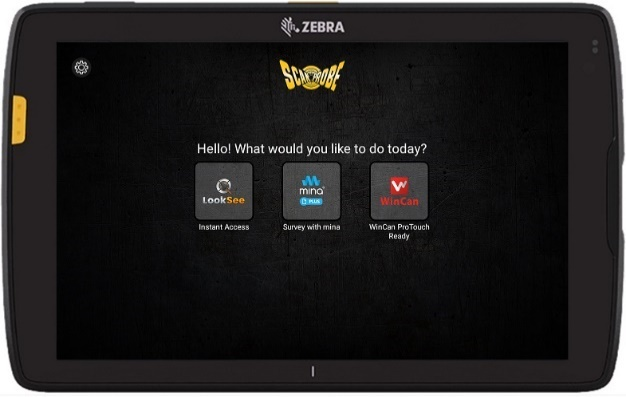 ZEBRA
SCANPROBE
Hello! What would you like to do today?
LookSee
mina
PLUS
WinCan
Instant Access
Survey with mina
WinCan ProTouch
Ready